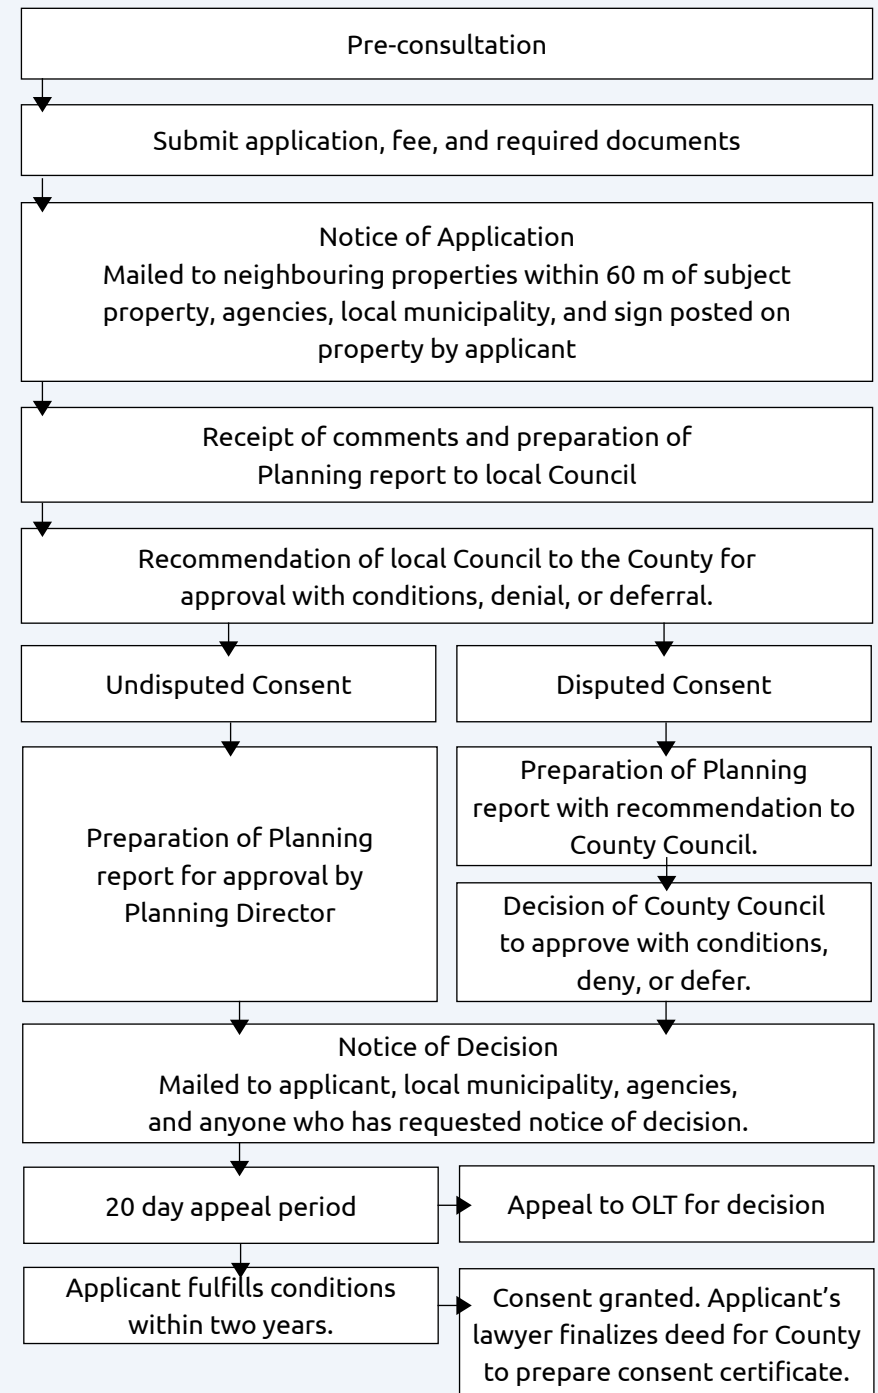 Pre-consultation
Submit application, fee, and required documents
Notice of Application
Mailed to neighbouring properties within 60 m of subject
property, agencies, local municipality, and sign posted on
property by applicant
Receipt of comments and preparation of
Planning report to local Council
Recommendation of local Council to the County for
approval with conditions, denial, or deferral.
Undisputed Consent
Disputed Consent
Preparation of Planning
report for approval by
Planning Director
Preparation of Planning
report with recommendation to
County Council.
Decision of County Council
to approve with conditions,
deny, or defer.
Notice of Decision
Mailed to applicant, local municipality, agencies,
and anyone who has requested notice of decision.
20 day appeal period
Appeal to OLT for decision
Applicant fulfills conditions
within two years.
Consent granted. Applicant’s
lawyer finalizes deed for County
to prepare consent certificate.